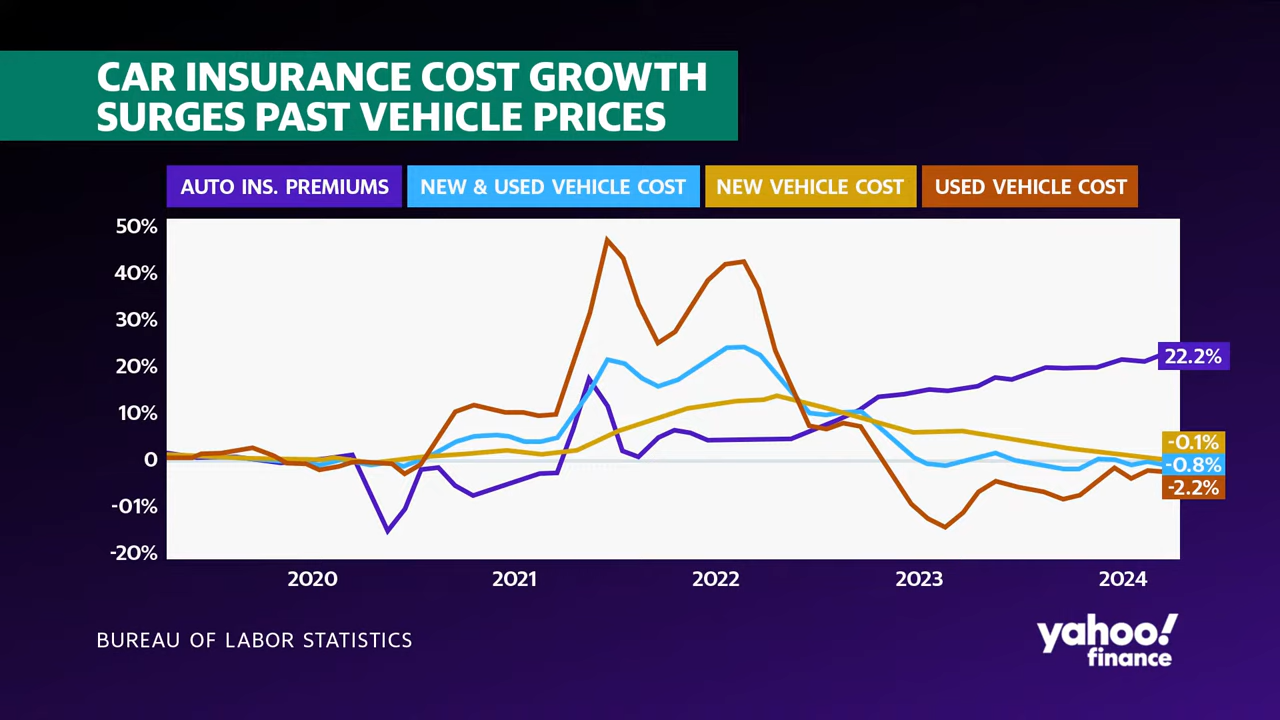 CAR INSURANCE COST GROWTH
SURGES PAST VEHICLE PRICES
AUTO INS. PREMIUMS NEW & USED VEHICLE COST NEW VEHICLE COST USED VEHICLE COST
50%
40%
30%
20%
10%
0
-01%
-20%
22.2%
-0.1%
-0.8%
-2.2%
2020 2021 2022 2023 2024
BUREAU OF LABOR STATISTICS
yahoo!
finance